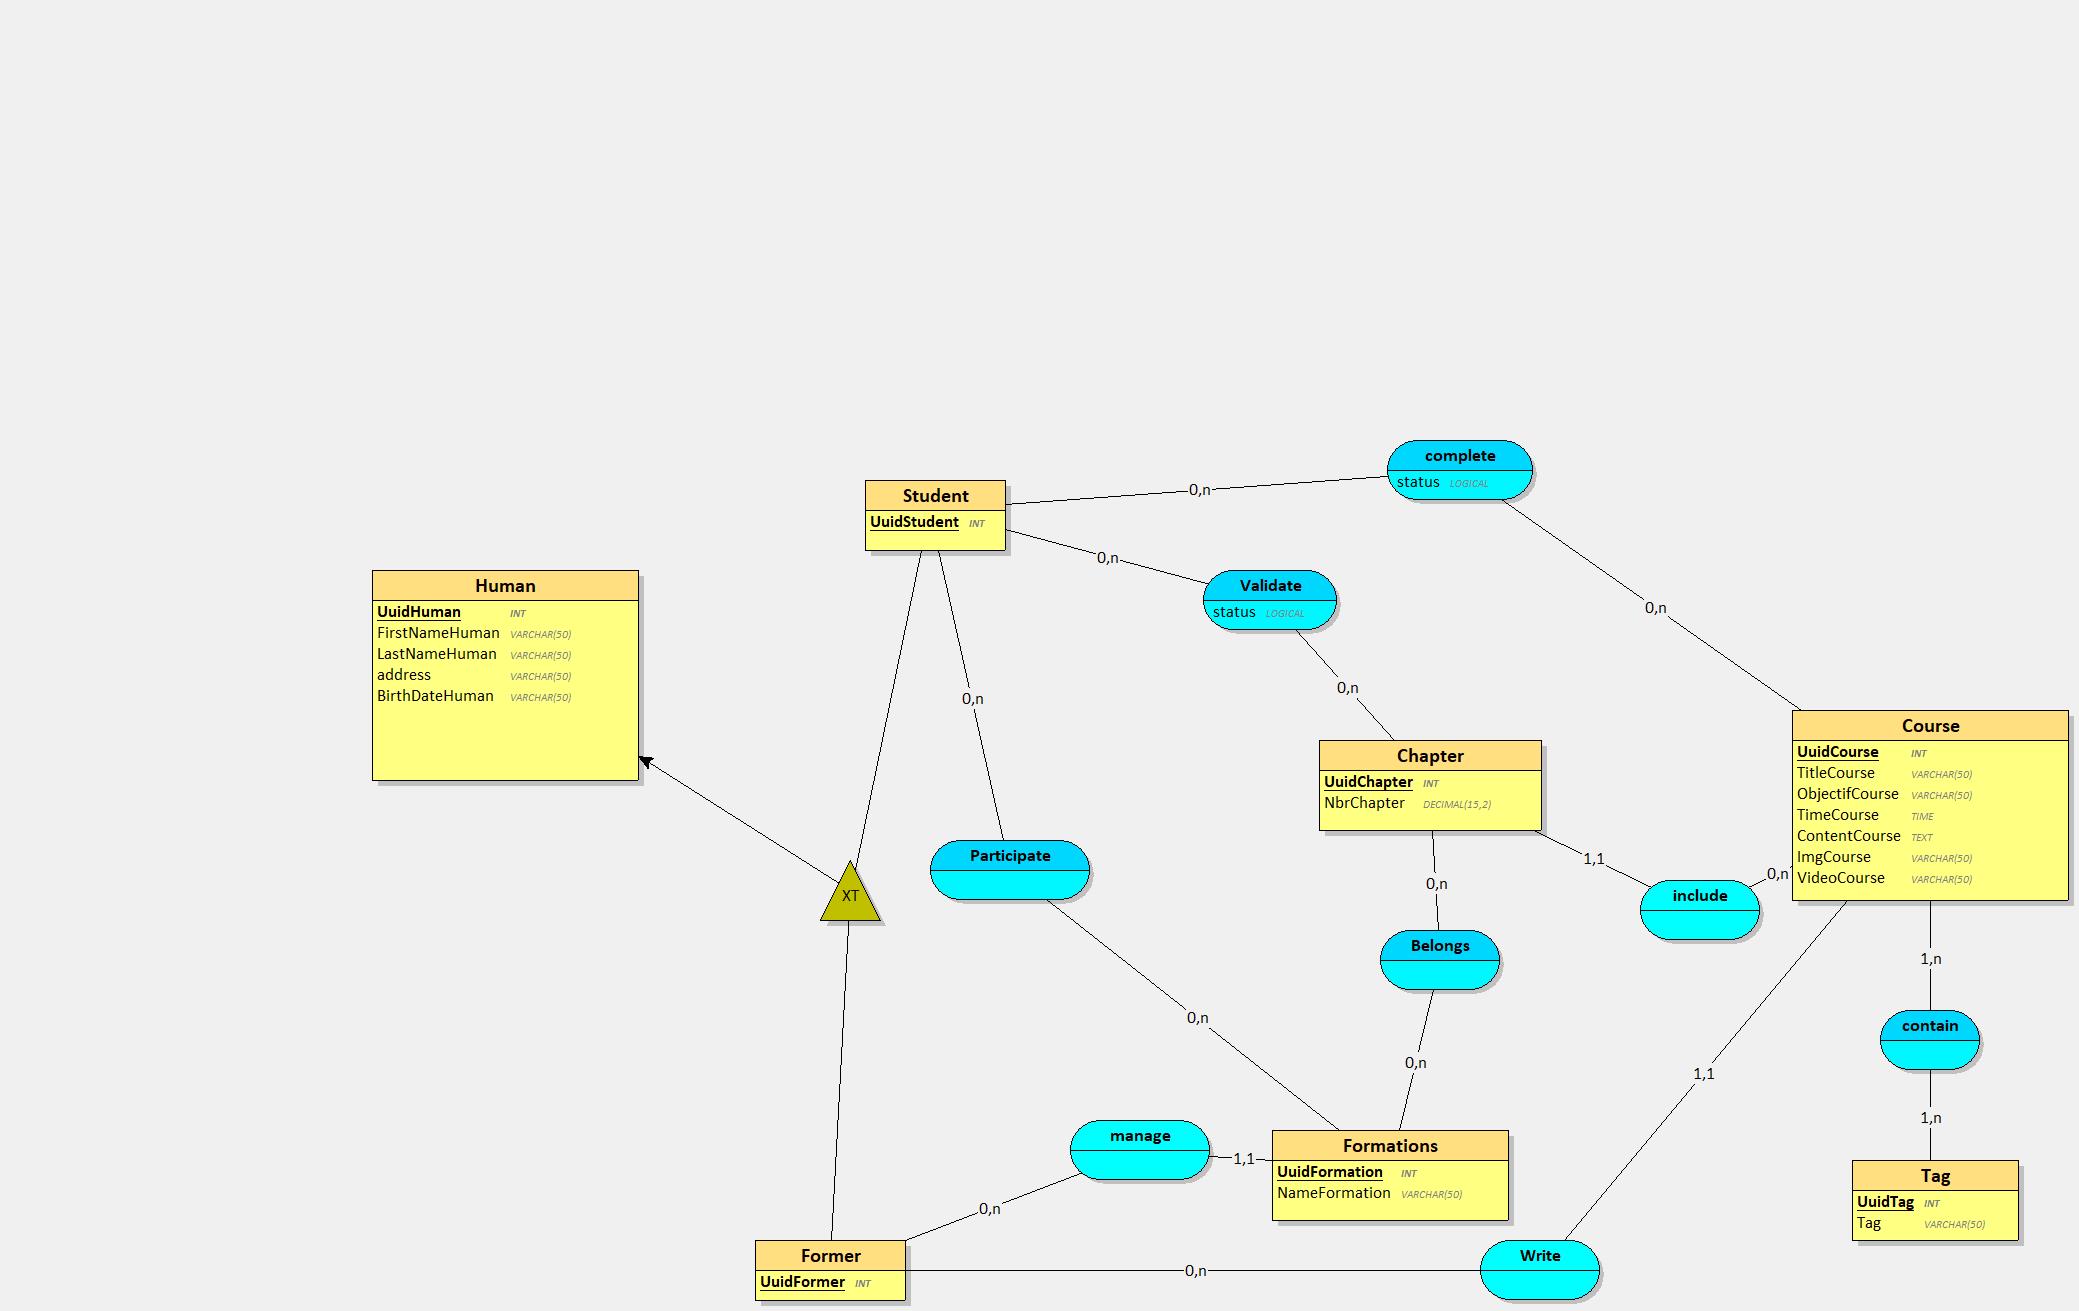 complete
status LOGICAL
0,n
Student
UuidStudent INT
0,n
Validate
status LOGICAL
0,n
Human
UuidHuman INT
FirstNameHuman VARCHAR(50)
LastNameHuman VARCHAR(50)
address VARCHAR(50)
BirthDateHuman VARCHAR(50)
0,n
0,n
0,n
Course
UuidCourse INT
TitleCourse VARCHAR(50)
ObjectifCourse VARCHAR(50)
TimeCourse TIME
ContentCourse TEXT
ImgCourse VARCHAR(50)
VideoCourse VARCHAR(50)
Chapter
UuidChapter INT
NbrChapter DECIMAL(15,2)
XT
Participate
0,n
1,1
0,n
include
Belongs
1,n
0,n
contain
0,n
1,1
1,n
manage
1,1
Formations
UuidFormation INT
NameFormation VARCHAR(50)
Tag
UuidTag INT
Tag VARCHAR(50)
0,n
Former
UuidFormer INT
0,n
Write